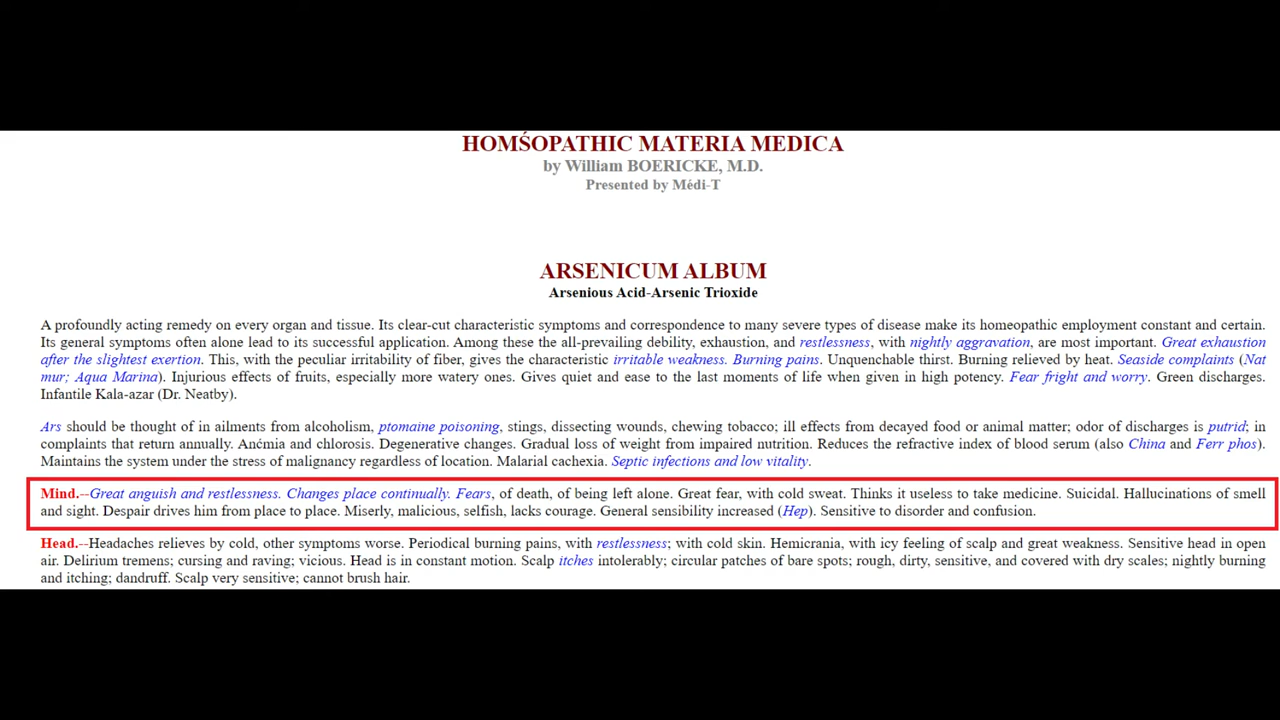 HOMŚOPATHIC MATERIA MEDICA
by William BOERICKE, M.D.
Presented by Médi-T
ARSENICUM ALBUM
Arsenious Acid-Arsenic Trioxide
A profoundly acting remedy on every organ and tissue. Its clear-cut characteristic symptoms and correspondence to many severe types of disease make its homeopathic employment constant and certain.
Its general symptoms often alone lead to its successful application. Among these the all-prevailing debility, exhaustion, and restlessness, with nightly aggravation, are most important. Great exhaustion
after the slightest exertion. This, with the peculiar irritability of fiber, gives the characteristic irritable weakness. Burning pains. Unquenchable thirst. Burning relieved by heat. Seaside complaints (Nat
mur; Aqua Marina). Injurious effects of fruits, especially more watery ones. Gives quiet and ease to the last moments of life when given in high potency. Fear fright and worry. Green discharges.
Infantile Kala-azar (Dr. Neatby).
Ars should be thought of in ailments from alcoholism, ptomaine poisoning, stings, dissecting wounds, chewing tobacco; ill effects from decayed food or animal matter; odor of discharges is putrid; in
complaints that return annually. Anćmia and chlorosis. Degenerative changes. Gradual loss of weight from impaired nutrition. Reduces the refractive index of blood serum (also China and Ferr phos).
Maintains the system under the stress of malignancy regardless of location. Malarial cachexia. Septic infections and low vitality.
Mind.--Great anguish and restlessness. Changes place continually. Fears, of death, of being left alone. Great fear, with cold sweat. Thinks it useless to take medicine. Suicidal. Hallucinations of smell
and sight. Despair drives him from place to place. Miserly, malicious, selfish, lacks courage. General sensibility increased (Hep). Sensitive to disorder and confusion.
Head.--Headaches relieves by cold, other symptoms worse. Periodical burning pains, with restlessness; with cold skin. Hemicrania, with icy feeling of scalp and great weakness. Sensitive head in open
air. Delirium tremens; cursing and raving; vicious. Head is in constant motion. Scalp itches intolerably; circular patches of bare spots; rough, dirty, sensitive, and covered with dry scales; nightly burning
and itching; dandruff. Scalp very sensitive; cannot brush hair.